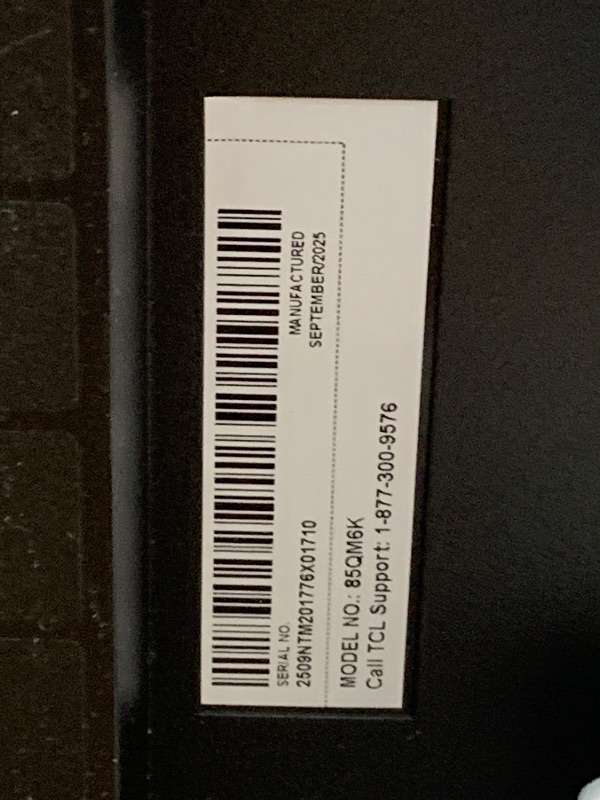 SERIAL NO.
2509NTM201776X01710
MANUFACTURED
SEPTEMBER/2025
MODEL NO.: 85QM6K
Call TCL Support: 1-877-300-9576